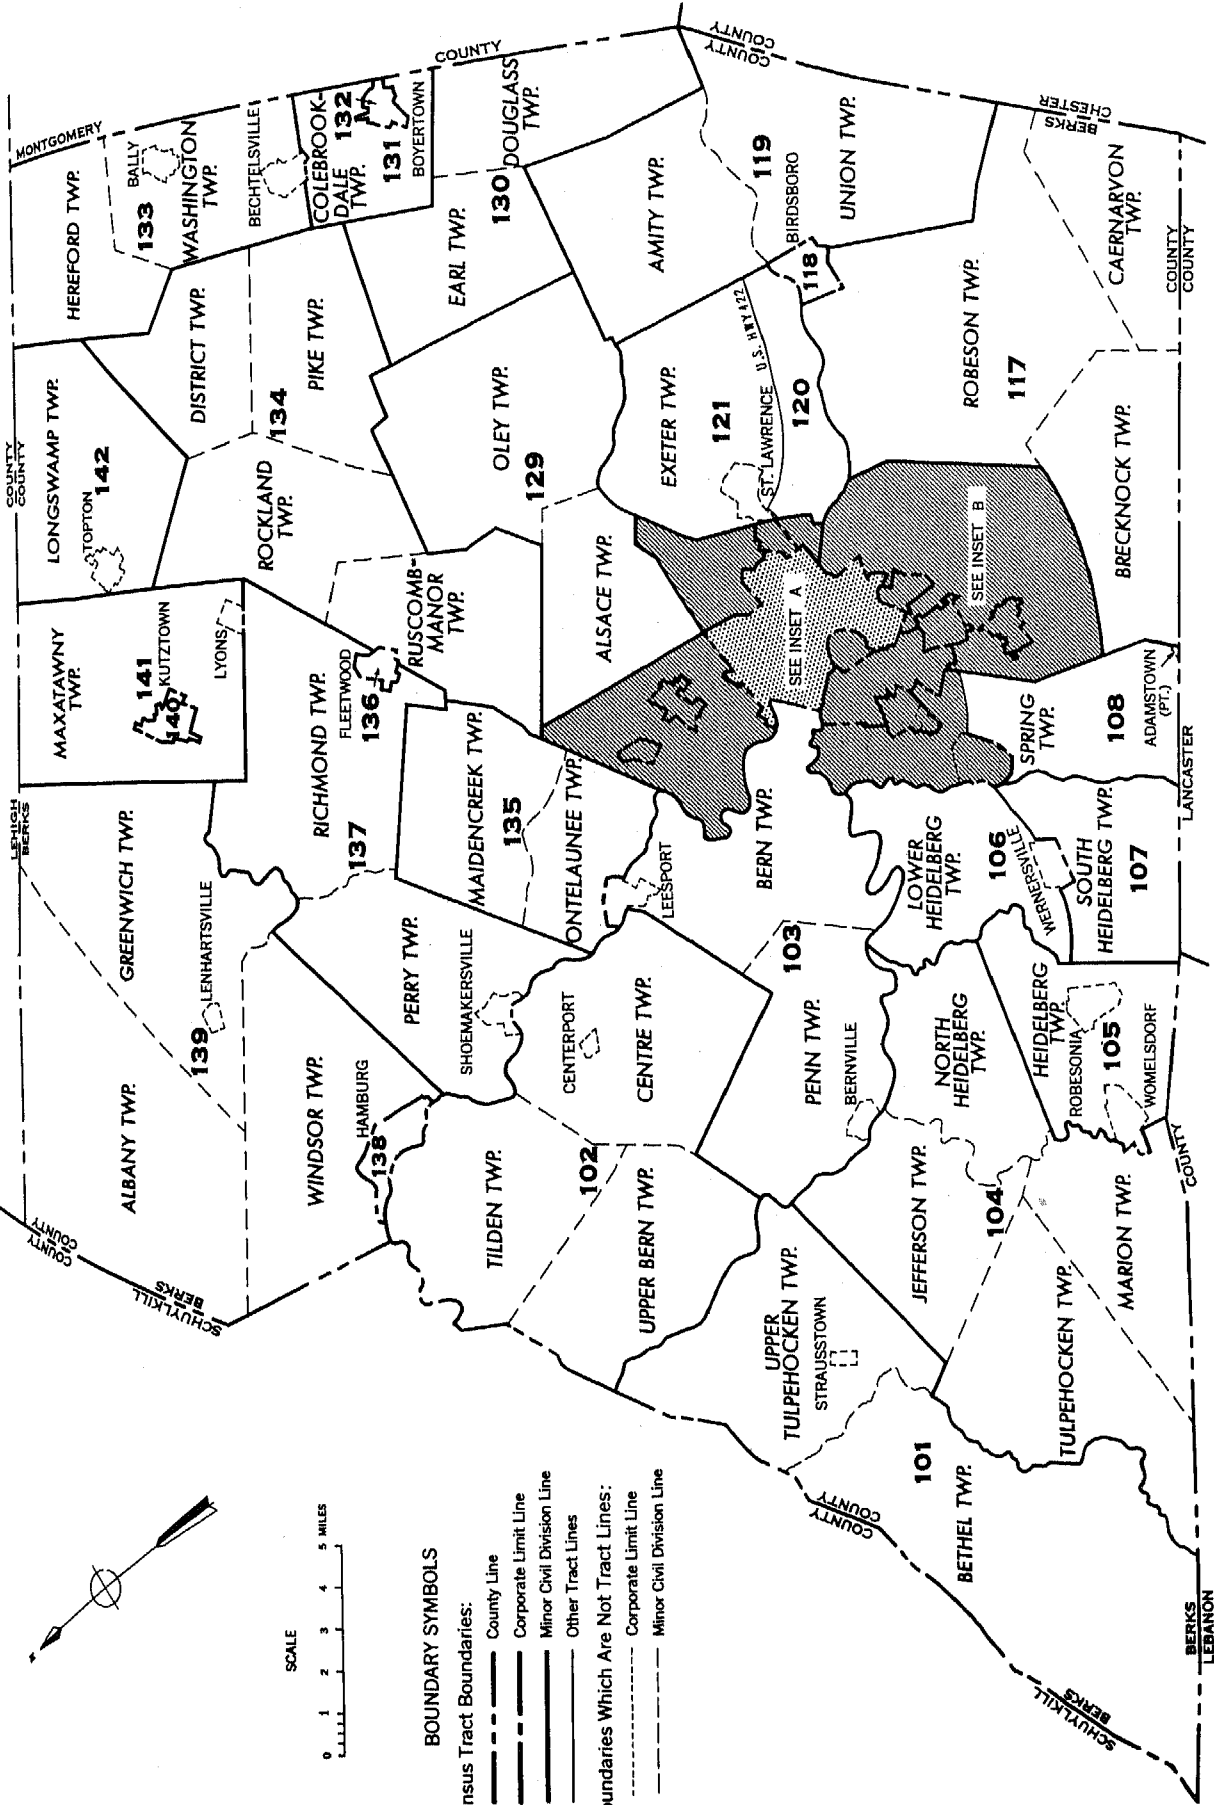 MONTGOMERY
COUNTY
COUNTY
COUNTY
CHESTER
BERKS
HEREFORD TWP.
133
BALLY
WASHINGTON
TWP.
BECHTELSVILLE
COLEBROOK-
DALE
TWP.
132
131
BOYERTOWN
DOUGLASS
TWP.
130
EARL TWP.
AMITY TWP.
119
BIRDSBORO
118
UNION TWP.
CAERNARVON
TWP.
COUNTY
COUNTY
DISTRICT TWP.
PIKE TWP.
134
ROCKLAND
TWP.
COUNTY
COUNTY
LONGSWAMP TWP.
TOPTON
142
OLEY TWP.
129
EXETER TWP.
121
ST. LAWRENCE
U.S. HWY 422
120
ROBESON TWP.
117
BRECKNOCK TWP.
RUSCOMB-
MANOR
TWP.
ALSACE TWP.
SEE INSET A
SEE INSET B
MAXATAWNY
TWP.
141
KUTZTOWN
140
LYONS
RICHMOND TWP.
FLEETWOOD
136
137
MAIDENCREEK TWP.
135
ONTELAUNEE TWP.
LEESPORT
BERN TWP.
SPRING
TWP.
108
ADAMSTOWN
(PT.)
LANCASTER
LOWER
HEIDELBERG
TWP.
106
WERNERSVILLE
SOUTH
HEIDELBERG TWP.
107
LEHIGH
BERKS
GREENWICH TWP.
LENHARTSVILLE
139
ALBANY TWP.
WINDSOR TWP.
HAMBURG
138
PERRY TWP.
SHOEMAKERSVILLE
CENTERPORT
CENTRE TWP.
103
PENN TWP.
BERNVILLE
NORTH
HEIDELBERG
TWP.
HEIDELBERG
TWP.
ROBESONIA
105
WOMELSDORF
COUNTY
TILDEN TWP.
102
UPPER BERN TWP.
JEFFERSON TWP.
104
MARION TWP.
UPPER
TULPEHOCKEN TWP.
STRAUSSTOWN
TULPEHOCKEN TWP.
101
BETHEL TWP.
COUNTY
COUNTY
SCHUYLKILL
BERKS
COUNTY
COUNTY
SCHUYLKILL
BERKS
BERKS
LEBANON
SCALE
0 1 2 3 4 5 MILES
BOUNDARY SYMBOLS
nsus Tract Boundaries:
County Line
Corporate Limit Line
Minor Civil Division Line
Other Tract Lines
oundaries Which Are Not Tract Lines:
Corporate Limit Line
Minor Civil Division Line